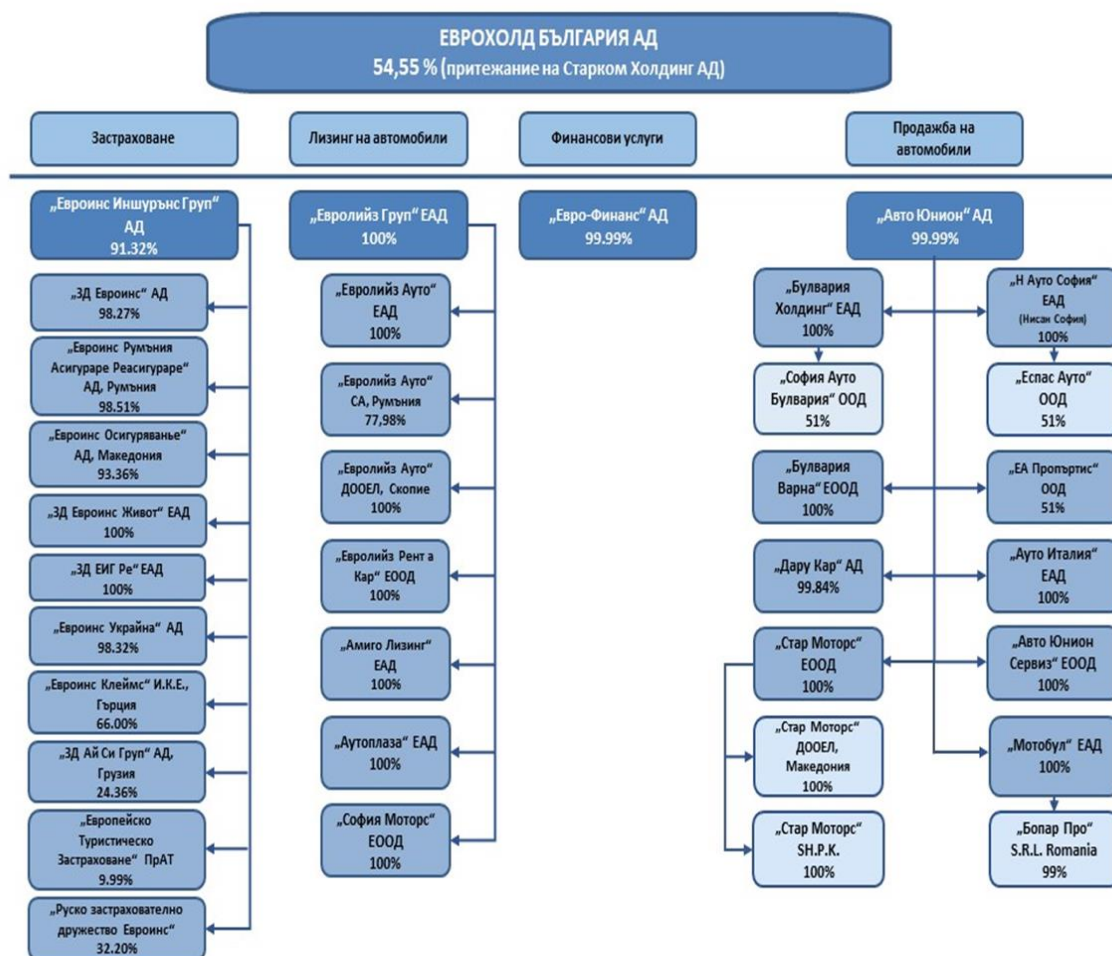 ЕВРОХОЛД БЪЛГАРИЯ АД
54,55 % (притежание на Старком Холдинг АД)
Застраховане
Лизинг на автомобили
Финансови услуги
Продажба на
автомобили
„Евроинс Иншурънс Груп“
АД
91.32%
„Евролийз Груп“ ЕАД
100%
„Евро-Финанс“ АД
99.99%
„Авто Юнион“ АД
99.99%
„ЗД Евроинс“ АД
98.27%
„Евроинс Румъния
Асигураре Реасигураре“
АД, Румъния
98.51%
„Евроинс Осигуряванье“
АД, Македония
93.36%
„ЗД Евроинс Живот“ ЕАД
100%
„ЗД ЕИГ Ре“ ЕАД
100%
„Евроинс Украйна“ АД
98.32%
„Евроинс Клеймс“ И.К.Е.,
Гърция
66.00%
„ЗД Ай Си Груп“ АД,
Грузия
24.36%
„Европейско
Туристическо
Застраховане“ ПрАТ
9.99%
„Руско застрахователно
дружество Евроинс“
32.20%
„Евролийз Ауто“
ЕАД
100%
„Евролийз Ауто“
СА, Румъния
77,98%
„Евролийз Ауто“
ДООЕЛ, Скопие
100%
„Евролийз Рент а
Кар“ ЕООД
100%
„Амиго Лизинг“
ЕАД
100%
„Аутоплаза“ ЕАД
100%
„София Моторс“
ЕООД
100%
„Булвария
Холдинг“ ЕАД
100%
„София Ауто
Булвария“ ООД
51%
„Булвария
Варна“ ЕООД
100%
„Дару Кар“ АД
99.84%
„Стар Моторс“
ЕООД
100%
„Стар Моторс“
ДООЕЛ,
Македония
100%
„Стар Моторс“
SH.P.K.
100%
„Н Ауто София“
ЕАД
(Нисан София)
100%
„Еспас Ауто“
ООД
51%
„ЕА Пропъртис“
ООД
51%
„Ауто Италия“
ЕАД
100%
„Авто Юнион
Сервиз“ ЕООД
100%
„Мотобул“ ЕАД
100%
„Бопар Про“
S.R.L. Romania
99%